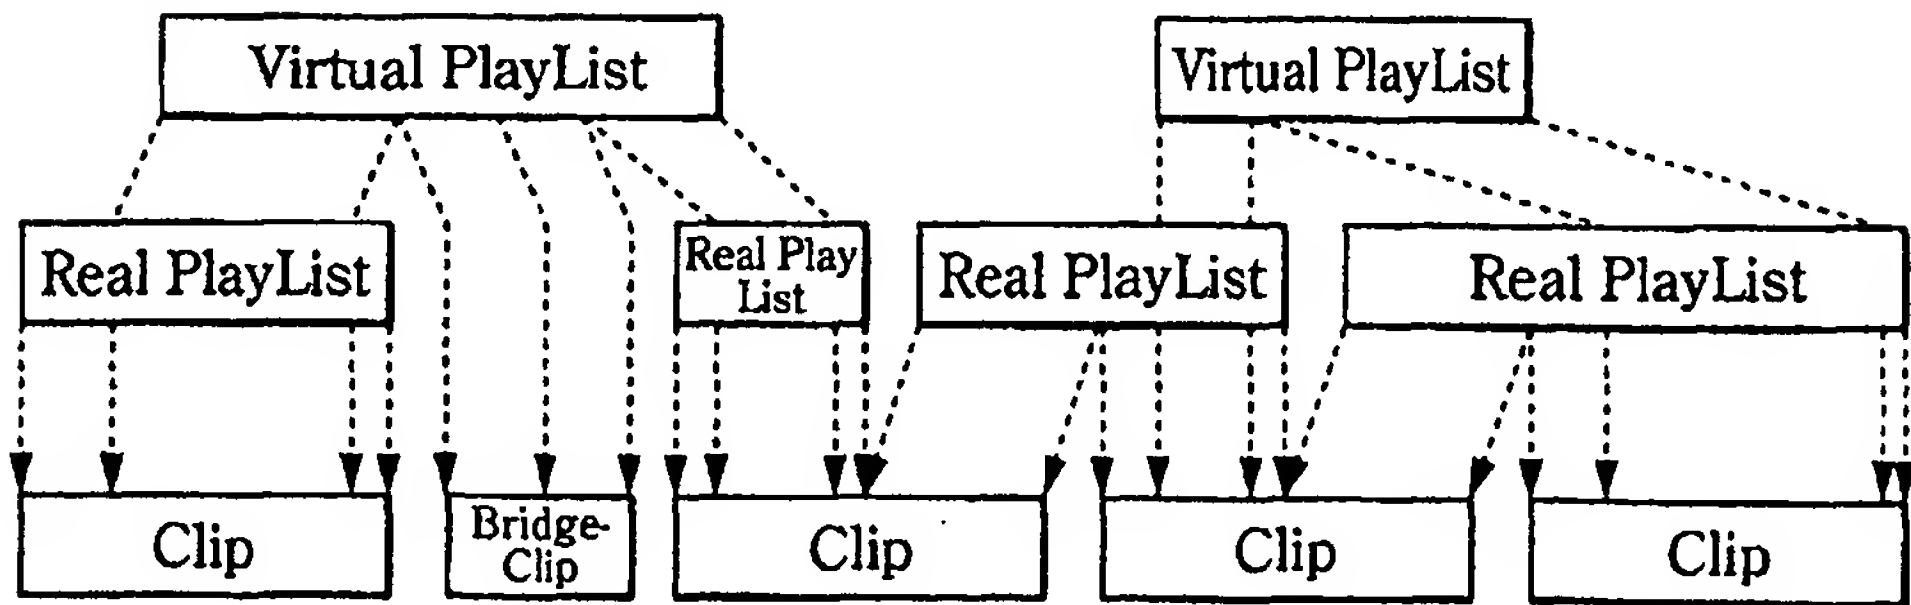 Virtual PlayList
Virtual PlayList
Real PlayList
Real Play
List
Real PlayList
Real PlayList
Clip
Bridge-
Clip
Clip
Clip
Clip